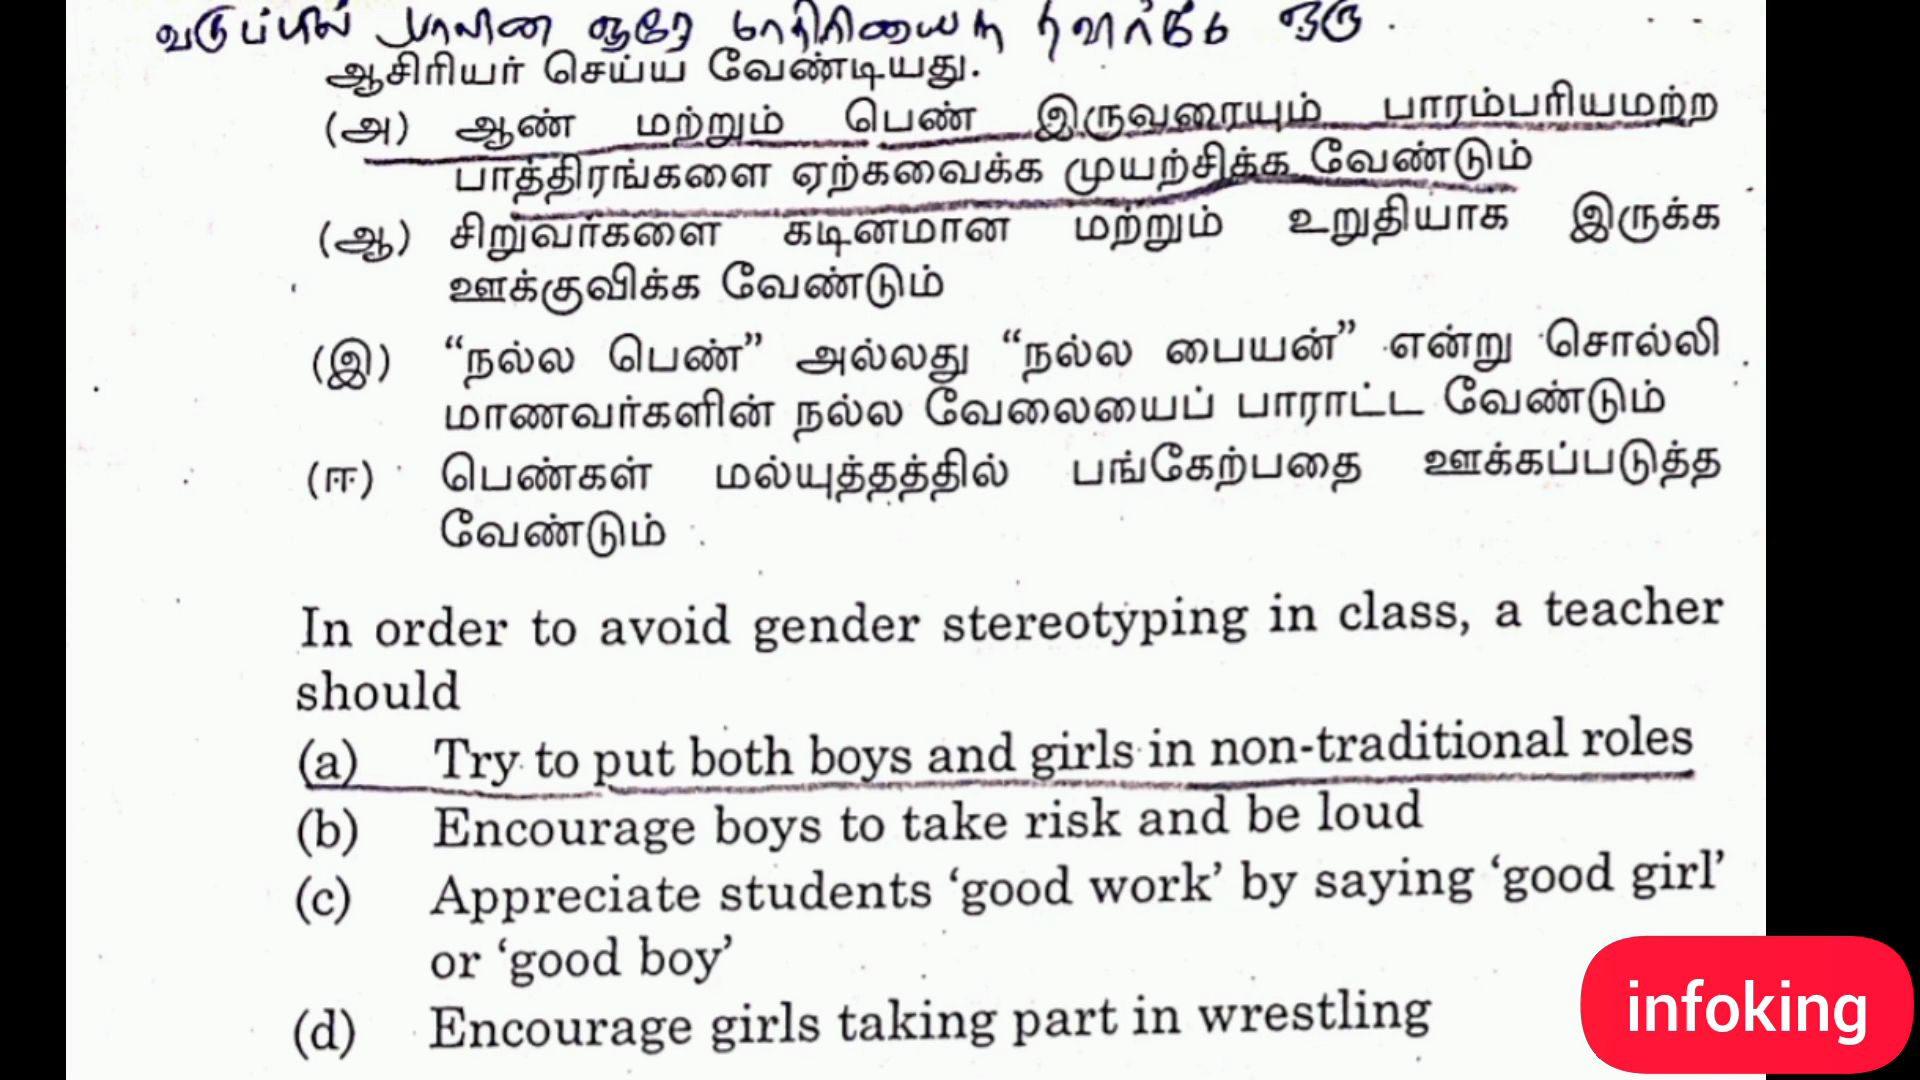 வகுப்பில் பாலின ஒரே மாதிரியை தவிர்க்க ஒரு
ஆசிரியர் செய்ய வேண்டியது.
(அ) ஆண் மற்றும் பெண் இருவரையும் பாரம்பரியமற்ற
பாத்திரங்களை ஏற்கவைக்க முயற்சிக்க வேண்டும்
(ஆ) சிறுவர்களை கடினமான மற்றும் உறுதியாக இருக்க
ஊக்குவிக்க வேண்டும்
(இ) “நல்ல பெண்” அல்லது “நல்ல பையன்” என்று சொல்லி
மாணவர்களின் நல்ல வேலையைப் பாராட்ட வேண்டும்
(ஈ) பெண்கள் மல்யுத்தத்தில் பங்கேற்பதை ஊக்கப்படுத்த
வேண்டும்
In order to avoid gender stereotyping in class, a teacher
should
(a) Try to put both boys and girls in non-traditional roles
(b) Encourage boys to take risk and be loud
(c) Appreciate students ‘good work’ by saying ‘good girl’
or ‘good boy’
(d) Encourage girls taking part in wrestling
infoking